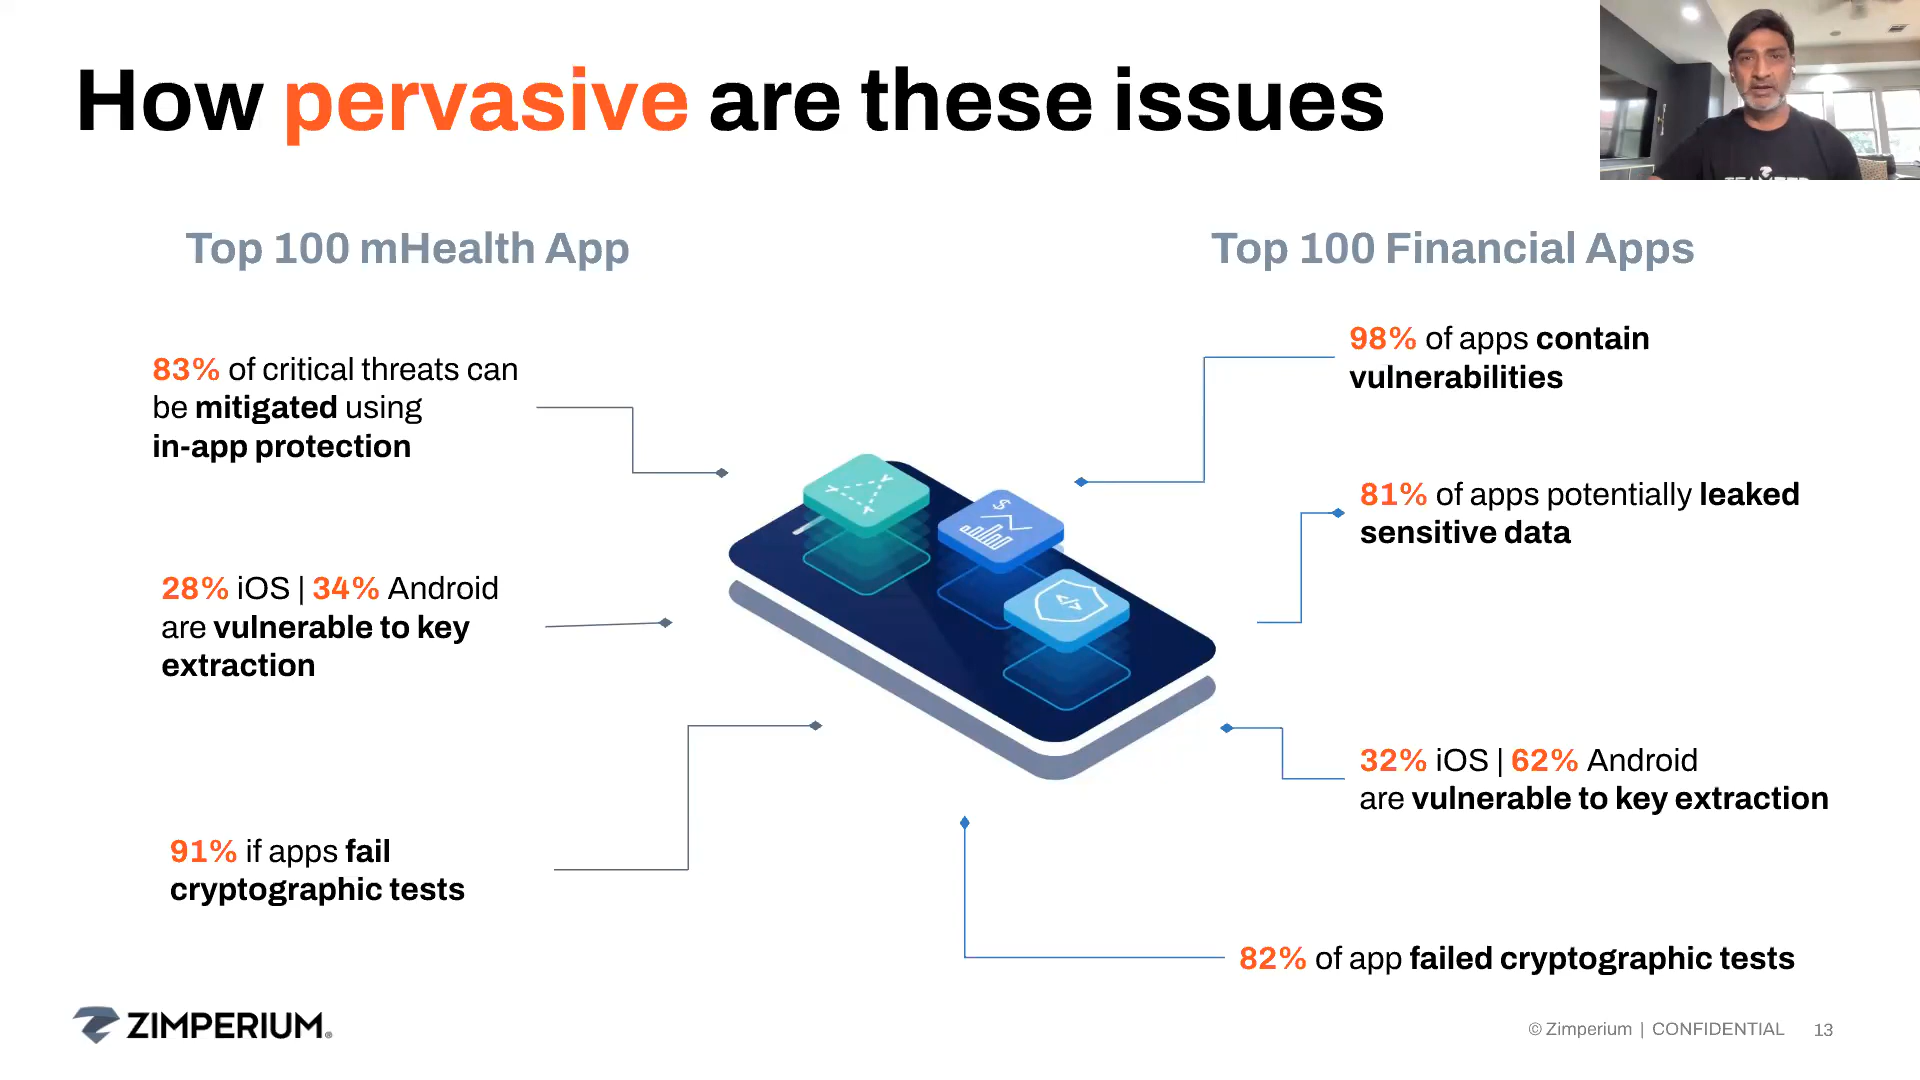 How pervasive are these issues
Top 100 mHealth App
83% of critical threats can
be mitigated using
in-app protection
28% iOS | 34% Android
are vulnerable to key
extraction
91% if apps fail
cryptographic tests
Top 100 Financial Apps
98% of apps contain
vulnerabilities
81% of apps potentially leaked
sensitive data
32% iOS | 62% Android
are vulnerable to key extraction
82% of app failed cryptographic tests
$
</>
ZIMPERIUM®
© Zimperium | CONFIDENTIAL 13